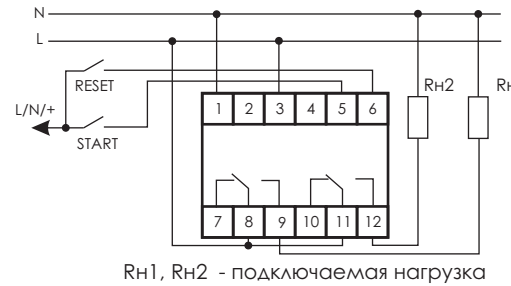 N
L
RESET
L/N/+
START
Rн2
Rн
1 2 3 4 5 6
7 8 9 10 11 12
Rн1, Rн2 - подключаемая нагрузка